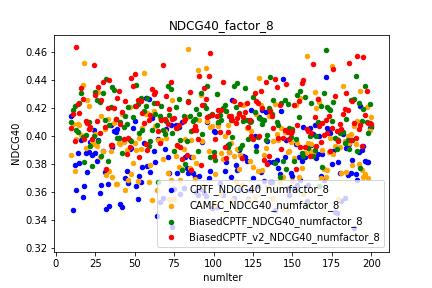 NDCG40_factor_8
0.46
0.44
0.42
0.40
0.38
0.36
0.34
0.32
NDCG40
CPTF_NDCG40_numfactor_8
CAMFC_NDCG40_numfactor_8
BiasedCPTF_NDCG40_numfactor_8
BiasedCPTF_v2_NDCG40_numfactor_8
0 25 50 75 100 125 150 175 200
numIter